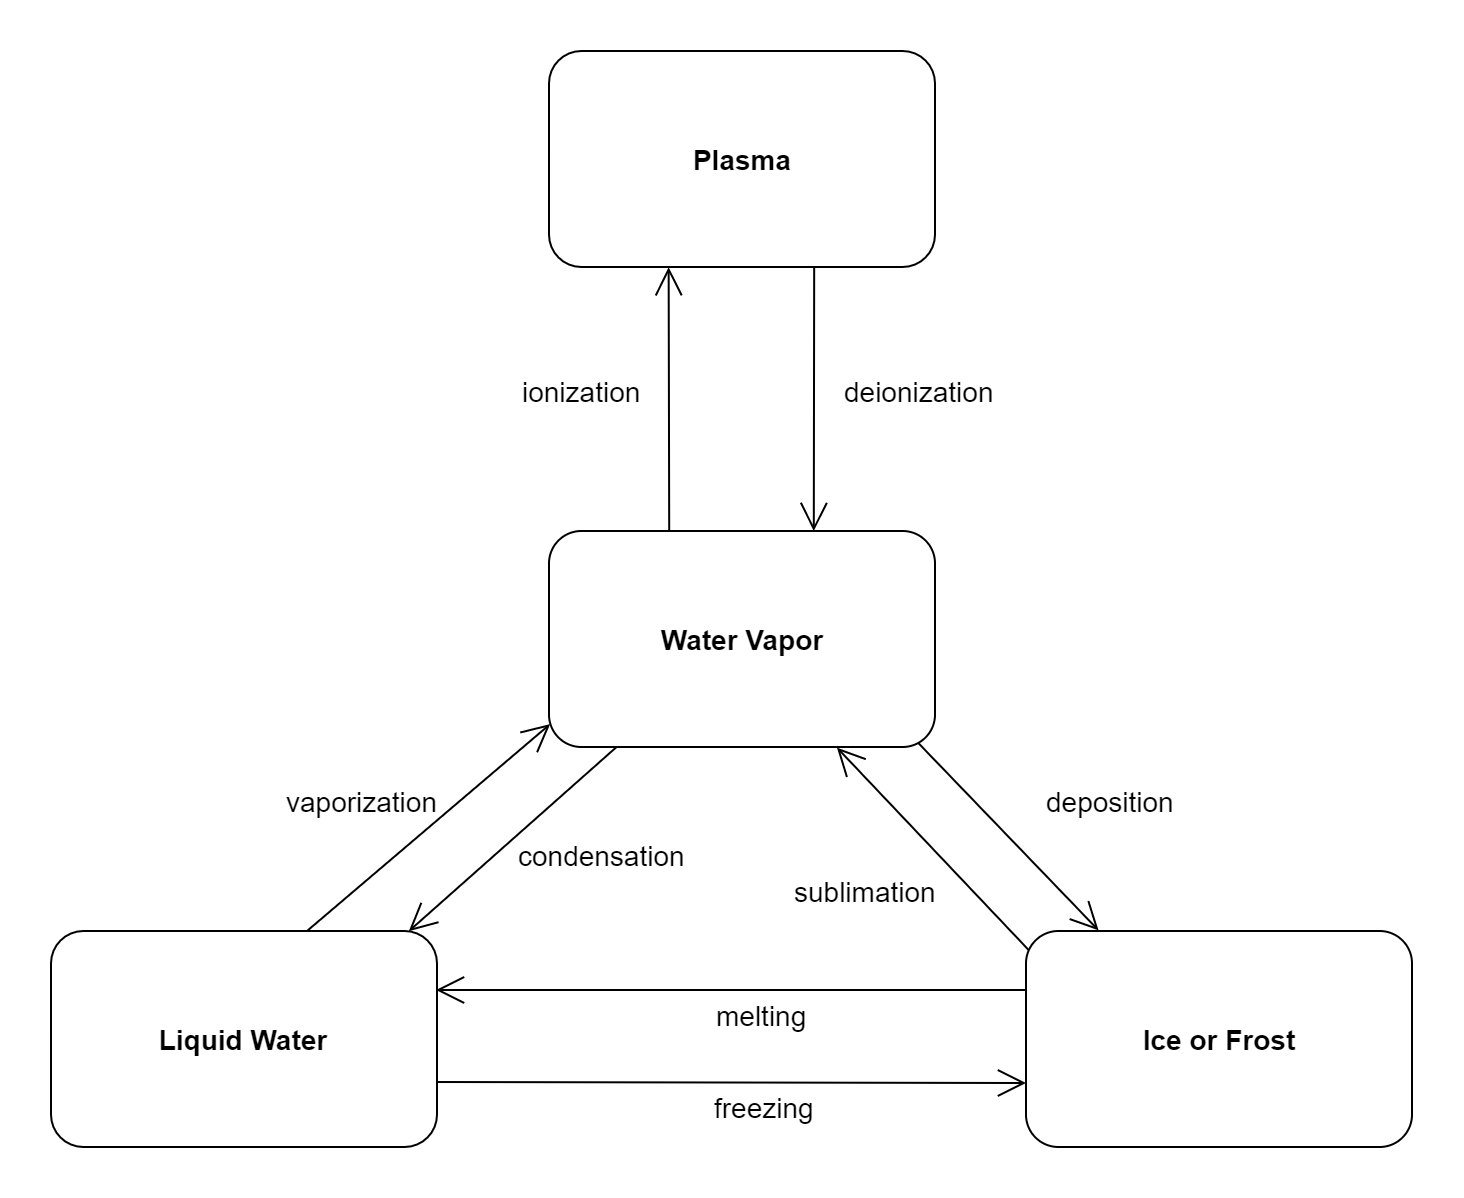 Plasma
ionization
deionization
Water Vapor
vaporization
deposition
condensation
sublimation
melting
Liquid Water
Ice or Frost
freezing